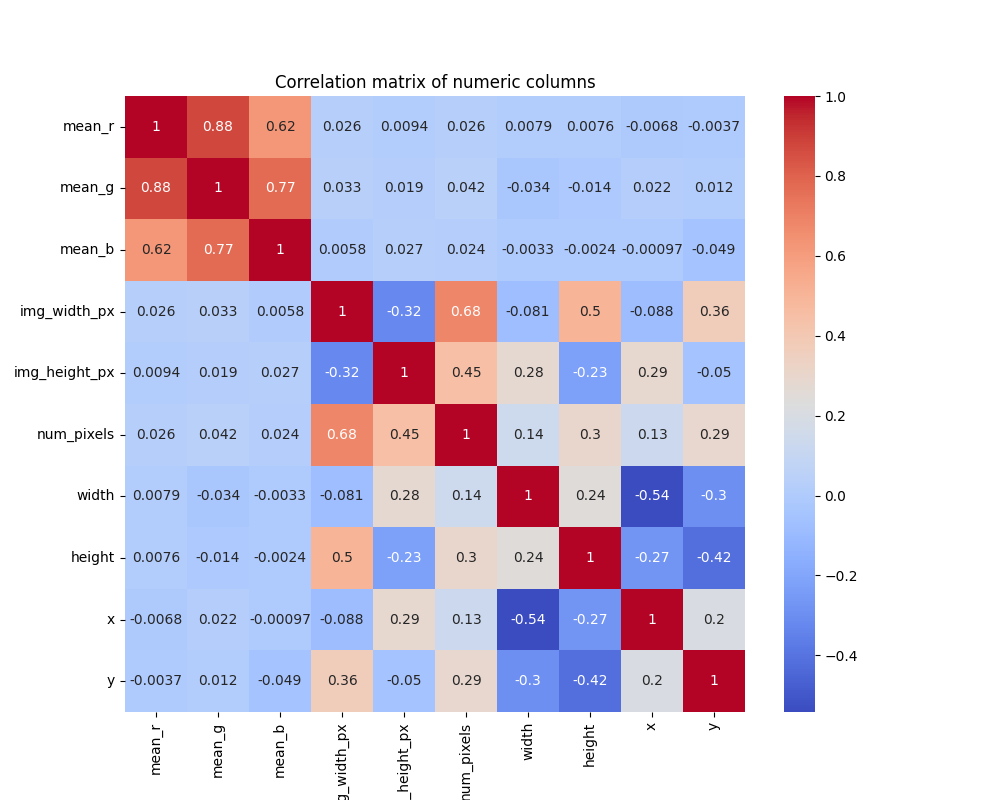 Correlation matrix of numeric columns
mean_r 1 0.88 0.62 0.026 0.0094 0.026 0.0079 0.0076 -0.0068 -0.0037
mean_g 0.88 1 0.77 0.033 0.019 0.042 -0.034 -0.014 0.022 0.012
mean_b 0.62 0.77 1 0.0058 0.027 0.024 -0.0033 -0.0024 -0.00097 -0.049
img_width_px 0.026 0.033 0.0058 1 -0.32 0.68 -0.081 0.5 -0.088 0.36
img_height_px 0.0094 0.019 0.027 -0.32 1 0.45 0.28 -0.23 0.29 -0.05
num_pixels 0.026 0.042 0.024 0.68 0.45 1 0.14 0.3 0.13 0.29
width 0.0079 -0.034 -0.0033 -0.081 0.28 0.14 1 0.24 -0.54 -0.3
height 0.0076 -0.014 -0.0024 0.5 -0.23 0.3 0.24 1 -0.27 -0.42
x -0.0068 0.022 -0.00097 -0.088 0.29 0.13 -0.54 -0.27 1 0.2
y -0.0037 0.012 -0.049 0.36 -0.05 0.29 -0.3 -0.42 0.2 1
mean_r mean_g mean_b g_width_px _height_px num_pixels width height x y
1.0
0.8
0.6
0.4
0.2
0.0
−0.2
−0.4